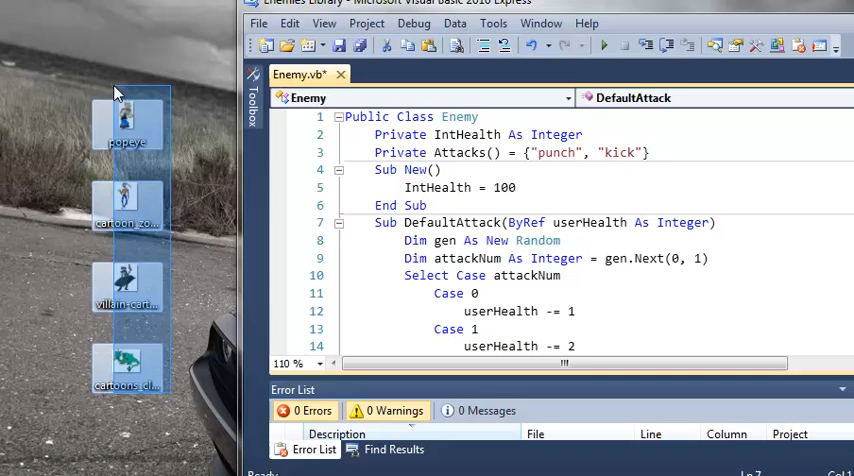 Enemies Library - Microsoft Visual Basic 2010 Express
File Edit View Project Debug Data Tools Window Help
Enemy.vb*
Toolbox
Enemy DefaultAttack
1 Public Class Enemy
2 Private IntHealth As Integer
3 Private Attacks() = {"punch", "kick"}
4 Sub New()
5 IntHealth = 100
6 End Sub
7 Sub DefaultAttack(ByRef userHealth As Integer)
8 Dim gen As New Random
9 Dim attackNum As Integer = gen.Next(0, 1)
10 Select Case attackNum
11 Case 0
12 userHealth -= 1
13 Case 1
14 userHealth -= 2
110 %
Error List
0 Errors 0 Warnings 0 Messages
Description File Line Column Project
Error List Find Results
Ready Ln 7 Col 1
popeye
cartoon_zo...
villain-cart...
cartoons_cl...